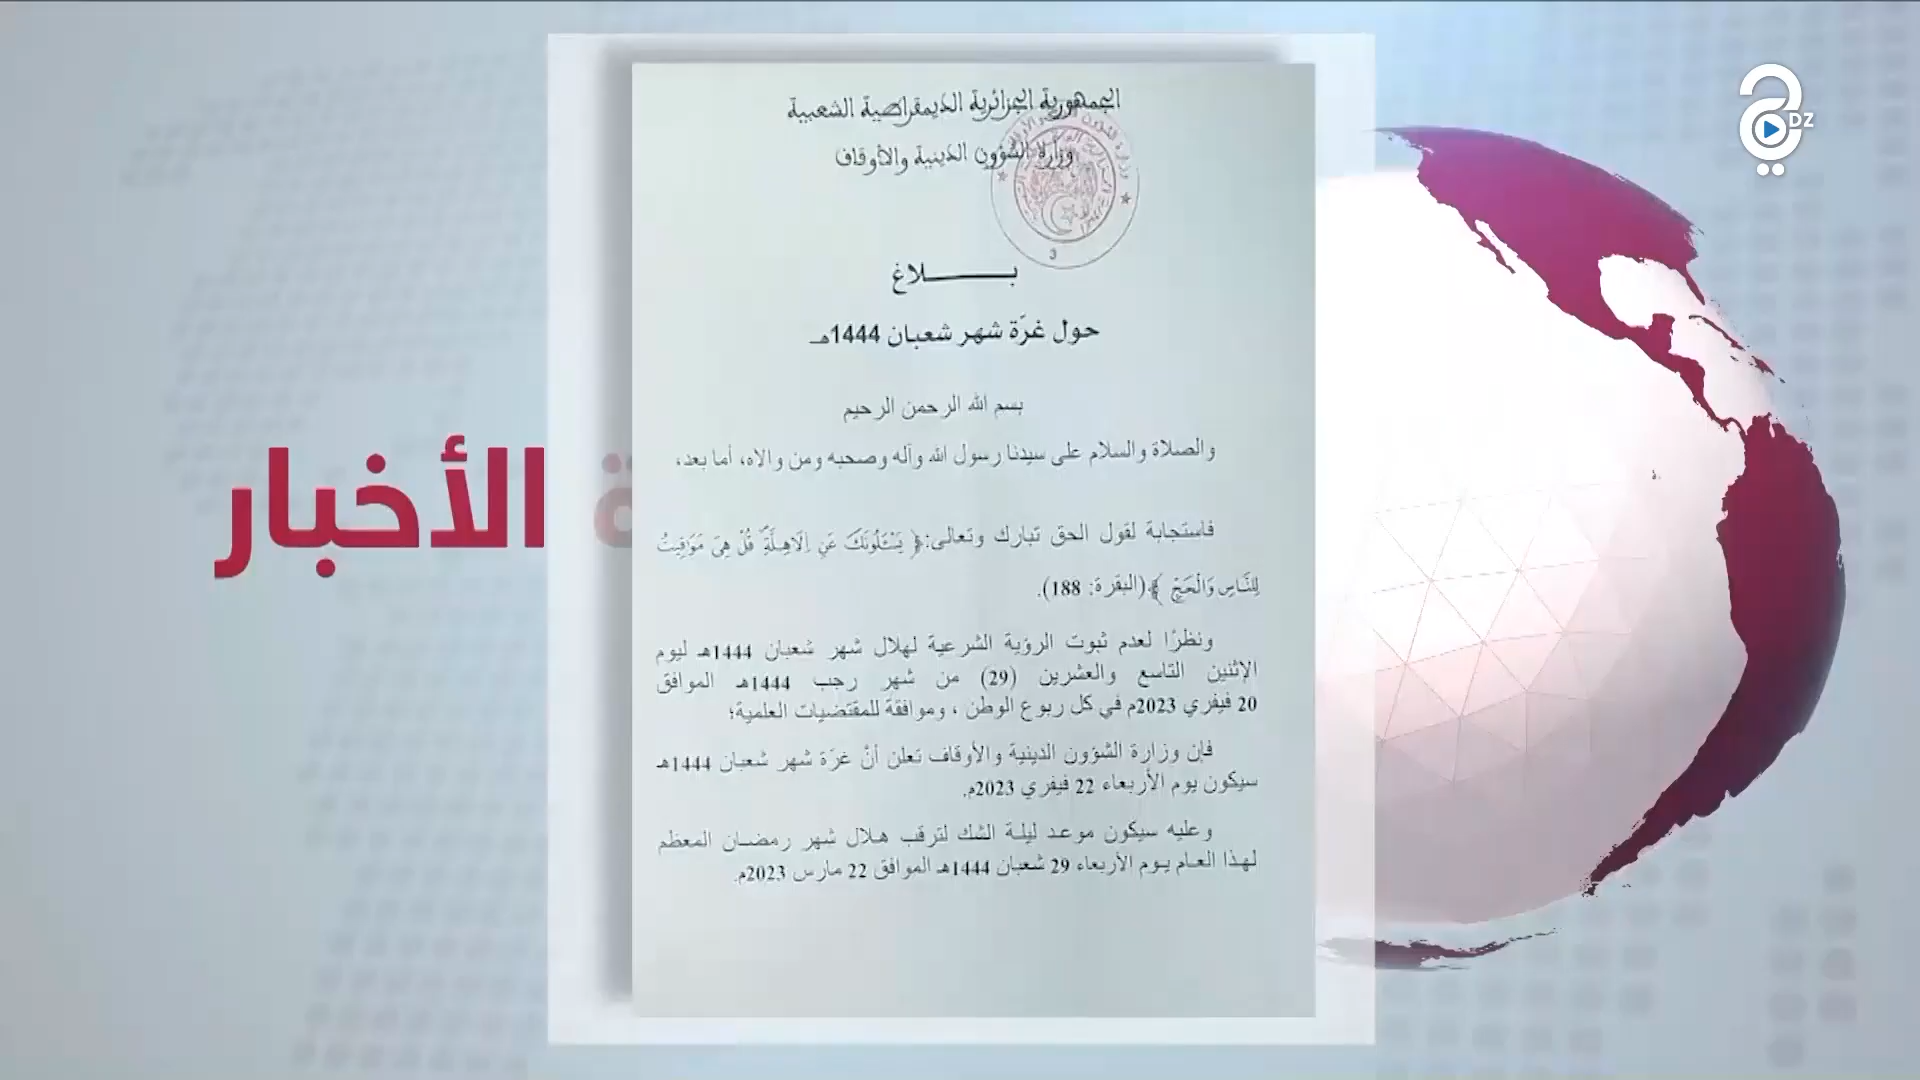 الجمهورية الجزائرية الديمقراطية الشعبية
وزارة الشؤون الدينية والأوقاف
3
بـــــــــلاغ
حول غرّة شهر شعبان 1444هـ
بسم الله الرحمن الرحيم
والصلاة والسلام على سيدنا رسول الله وآله وصحبه ومن والاه، أما بعد،
فاستجابة لقول الحق تبارك وتعالى:﴿ يَسْـَٔلُونَكَ عَنِ اِلَاهِلَّةِ قُلْ هِيَ مَوَاقِيتُ
لِلنَّاسِ وَالْحَجِّ ﴾.(البقرة: 188).
ونظرًا لعدم ثبوت الرؤية الشرعية لهلال شهر شعبان 1444هـ ليوم
الإثنين التاسع والعشرين (29) من شهر رجب 1444هـ الموافق
20 فيفري 2023م في كل ربوع الوطن ، وموافقة للمقتضيات العلمية؛
فإن وزارة الشؤون الدينية والأوقاف تعلن أنّ غرّة شهر شعبان 1444هـ
سيكون يوم الأربعاء 22 فيفري 2023م.
وعليه سيكون موعد ليلة الشك لترقب هلال شهر رمضان المعظم
لهذا العام يوم الأربعاء 29 شعبان 1444هـ الموافق 22 مارس 2023م.
ة الأخبار
DZ